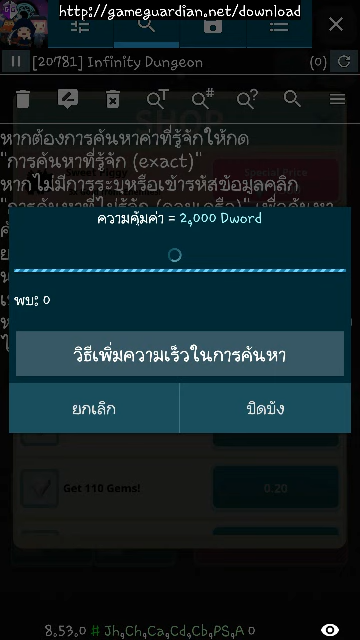 http://gameguardian.net/download
[20781] Infinity Dungeon
(0)
SHOP
หากต้องการค้นหาค่าที่รู้จักให้กด
"การค้นหาที่รู้จัก (exact)"
หากไม่มีการระบุหรือเข้ารหัสข้อมูลคลิก
ความคุ้มค่า = 2,000 Dword
พบ: 0
วิธีเพิ่มความเร็วในการค้นหา
ยกเลิก
ปิดบัง
Get 110 Gems!
0.20
8.53.0 # Jh,Ch,Ca,Cd,Cb,PS,A 0